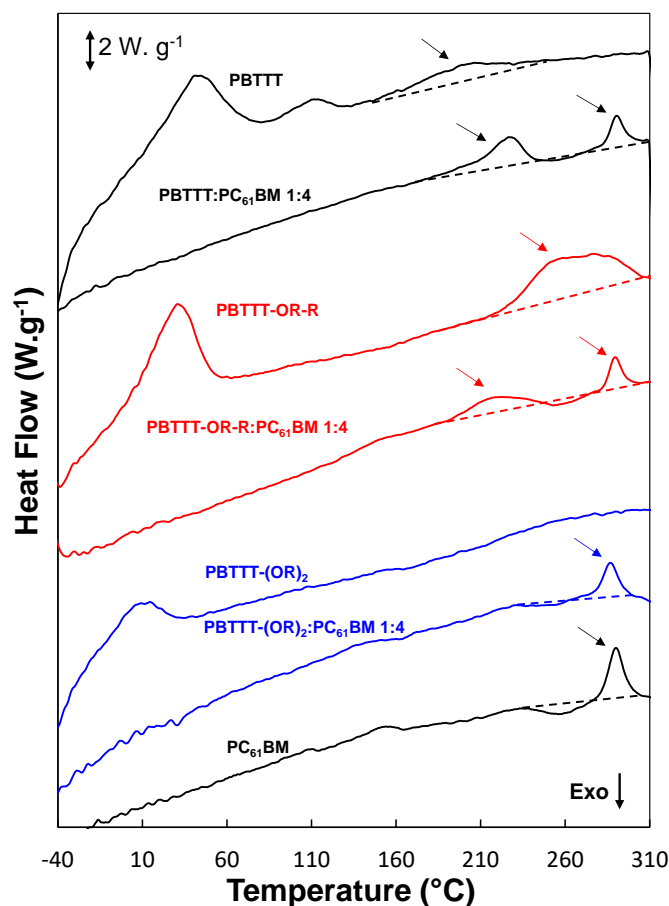 2 W. g⁻¹
PBTTT
PBTTT:PC₆₁BM 1:4
PBTTT-OR-R
PBTTT-OR-R:PC₆₁BM 1:4
PBTTT-(OR)₂
PBTTT-(OR)₂:PC₆₁BM 1:4
PC₆₁BM
Exo
Heat Flow (W.g⁻¹)
-40 10 60 110 160 210 260 310
Temperature (°C)